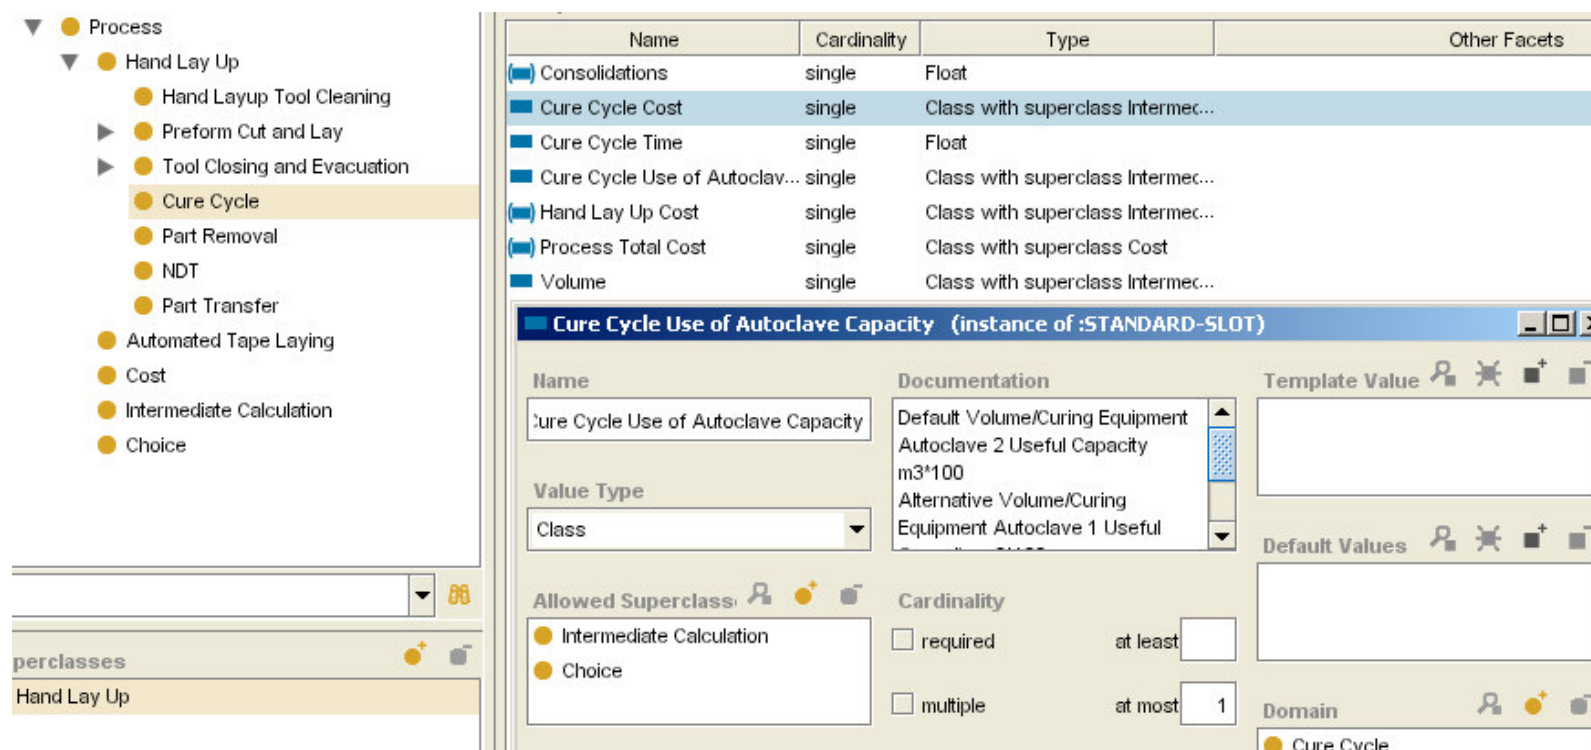 Process
Hand Lay Up
Hand Layup Tool Cleaning
Preform Cut and Lay
Tool Closing and Evacuation
Cure Cycle
Part Removal
NDT
Part Transfer
Automated Tape Laying
Cost
Intermediate Calculation
Choice
perclasses
Hand Lay Up
Name Cardinality Type Other Facets
Consolidations single Float
Cure Cycle Cost single Class with superclass Intermec...
Cure Cycle Time single Float
Cure Cycle Use of Autoclav... single Class with superclass Intermec...
Hand Lay Up Cost single Class with superclass Intermec...
Process Total Cost single Class with superclass Cost
Volume single Class with superclass Intermec...
Cure Cycle Use of Autoclave Capacity (instance of :STANDARD-SLOT)
Name
Cure Cycle Use of Autoclave Capacity
Value Type
Class
Allowed Superclass
Intermediate Calculation
Choice
Documentation
Default Volume/Curing Equipment
Autoclave 2 Useful Capacity
m3*100
Alternative Volume/Curing
Equipment Autoclave 1 Useful
Cardinality
required at least
multiple at most 1
Template Value
Default Values
Domain
Cure Cycle